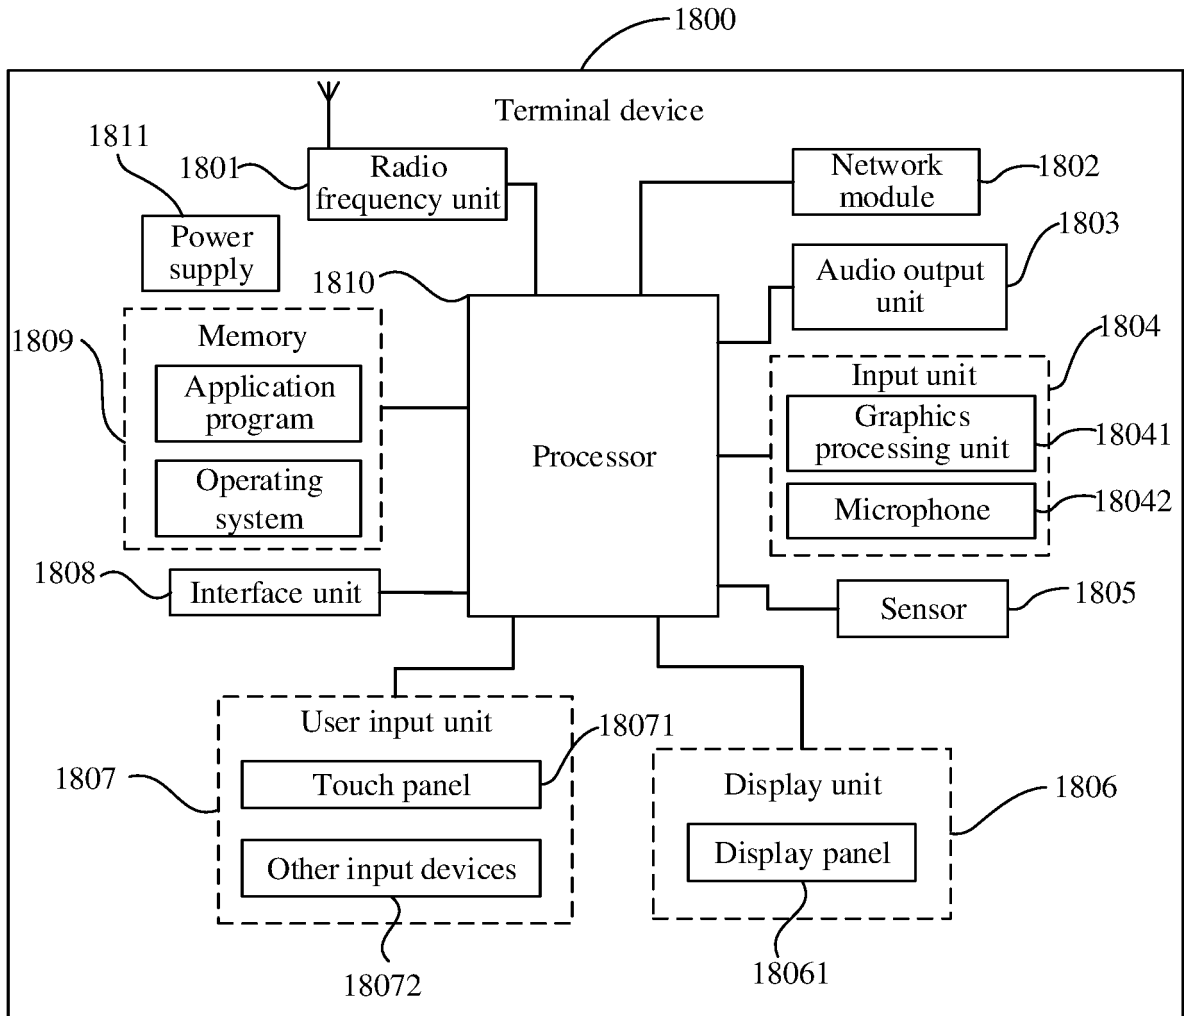 1800
Terminal device
1811
1801
Radio
frequency unit
Network
module
1802
Power
supply
1803
Audio output
unit
1810
1809
Memory
Application
program
Operating
system
Processor
1804
Input unit
Graphics
processing unit
18041
Microphone
18042
1808
Interface unit
Sensor
1805
User input unit
18071
1807
Touch panel
Other input devices
18072
Display unit
1806
Display panel
18061